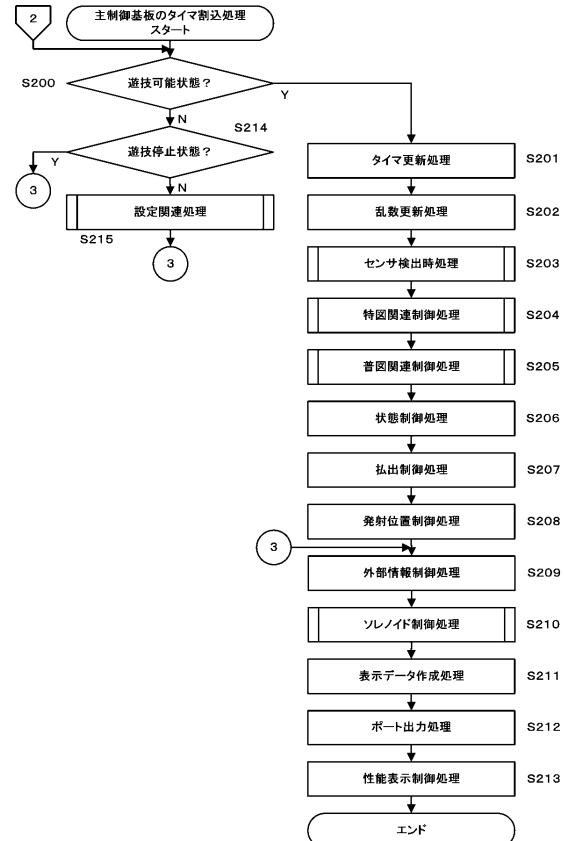 2
主制御基板のタイマ割込処理
スタート
S200
遊技可能状態？
Y
N
S214
遊技停止状態？
Y
N
3
設定関連処理
S215
3
タイマ更新処理
S201
乱数更新処理
S202
センサ検出時処理
S203
特図関連制御処理
S204
普図関連制御処理
S205
状態制御処理
S206
払出制御処理
S207
発射位置制御処理
S208
3
外部情報制御処理
S209
ソレノイド制御処理
S210
表示データ作成処理
S211
ポート出力処理
S212
性能表示制御処理
S213
エンド